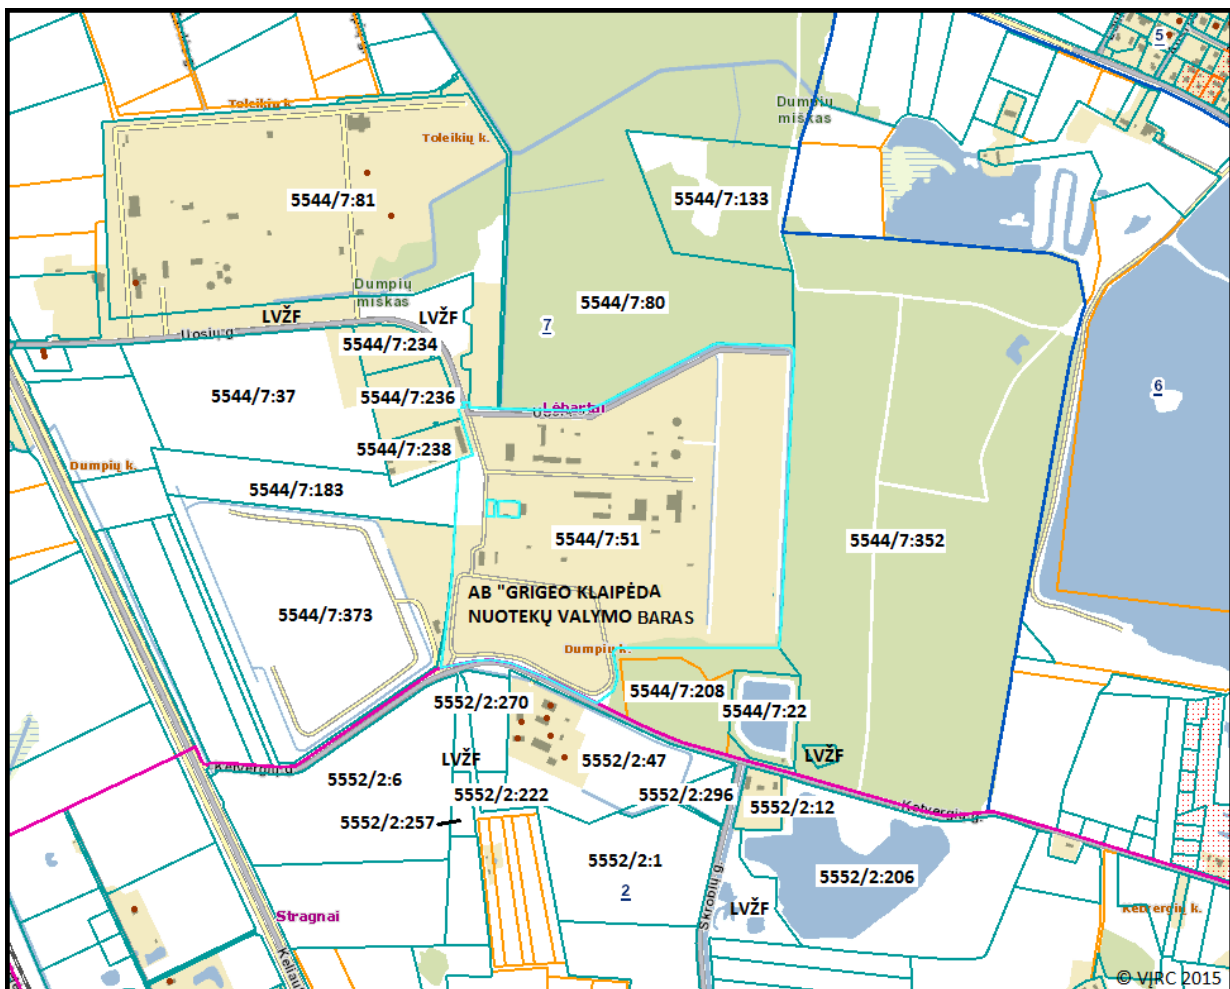 5
Toleikių k.
Dumpių
miškas
Toleikių k.
5544/7:81
5544/7:133
Dumpių
miškas
5544/7:80
LVŽF
LVŽF
7
Uosių g.
5544/7:234
6
5544/7:37
5544/7:236
Lėbartai
5544/7:238
Dumpių k.
5544/7:183
5544/7:51
5544/7:352
AB "GRIGEO KLAIPĖDA
NUOTEKŲ VALYMO BARAS
5544/7:373
Dumpių k.
5544/7:208
5552/2:270
5544/7:22
LVŽF
LVŽF
Ketvergių g.
5552/2:6
5552/2:47
5552/2:222
5552/2:296
5552/2:12
Ketvergių g.
5552/2:257
5552/2:1
5552/2:206
2
Skrobių g.
LVŽF
Stragnai
Ketvergių k.
© VĮRC 2015